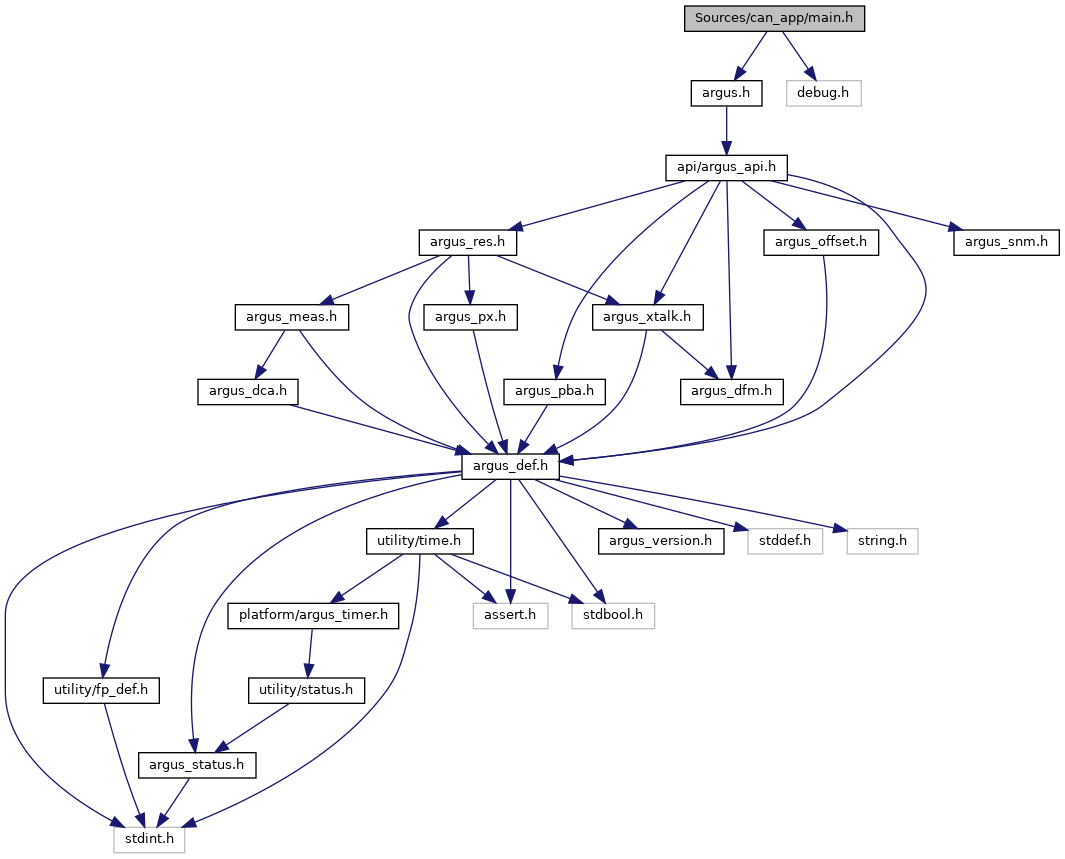 Sources/can_app/main.h
argus.h
debug.h
api/argus_api.h
argus_res.h
argus_offset.h
argus_snm.h
argus_meas.h
argus_px.h
argus_xtalk.h
argus_dca.h
argus_pba.h
argus_dfm.h
argus_def.h
utility/time.h
argus_version.h
stddef.h
string.h
platform/argus_timer.h
assert.h
stdbool.h
utility/fp_def.h
utility/status.h
argus_status.h
stdint.h